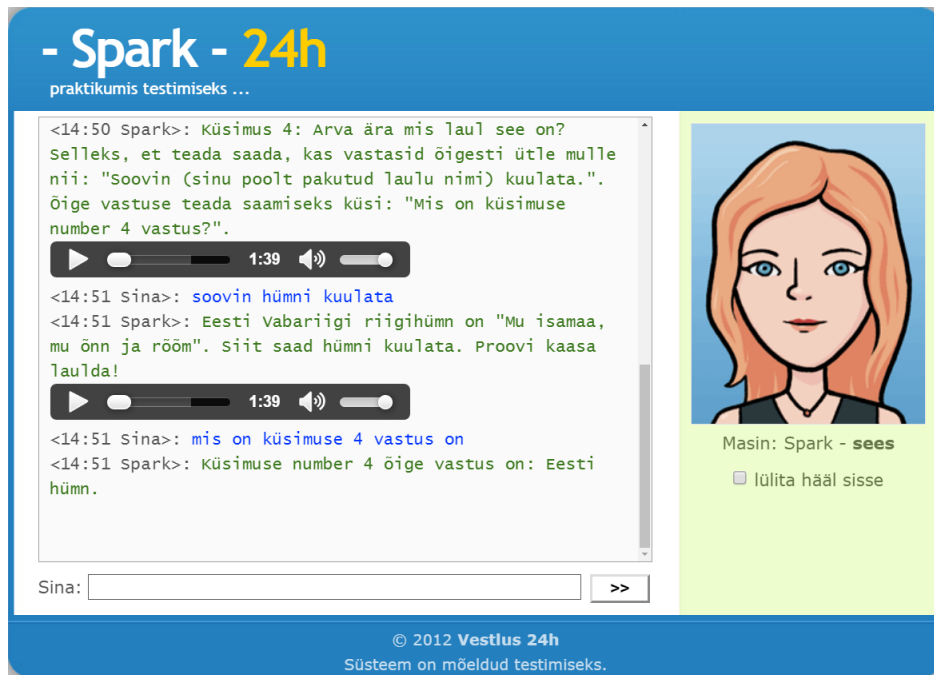 - Spark - 24h
praktikumis testimiseks ...
<14:50 Spark>: Küsimus 4: Arva ära mis laul see on?
Selleks, et teada saada, kas vastasid õigesti ütle mulle
nii: "Soovin (sinu poolt pakutud laulu nimi) kuulata.".
Õige vastuse teada saamiseks küsi: "Mis on küsimuse
number 4 vastus?".
1:39
<14:51 Sina>: soovin hümni kuulata
<14:51 Spark>: Eesti Vabariigi riigihümn on "Mu isamaa,
mu õnn ja rõõm". Siit saad hümni kuulata. Proovi kaasa
laulda!
1:39
<14:51 Sina>: mis on küsimuse 4 vastus on
<14:51 Spark>: Küsimuse number 4 õige vastus on: Eesti
hümn.
Masin: Spark - sees
lülita hääl sisse
Sina:
>>
© 2012 Vestlus 24h
Süsteem on mõeldud testimiseks.